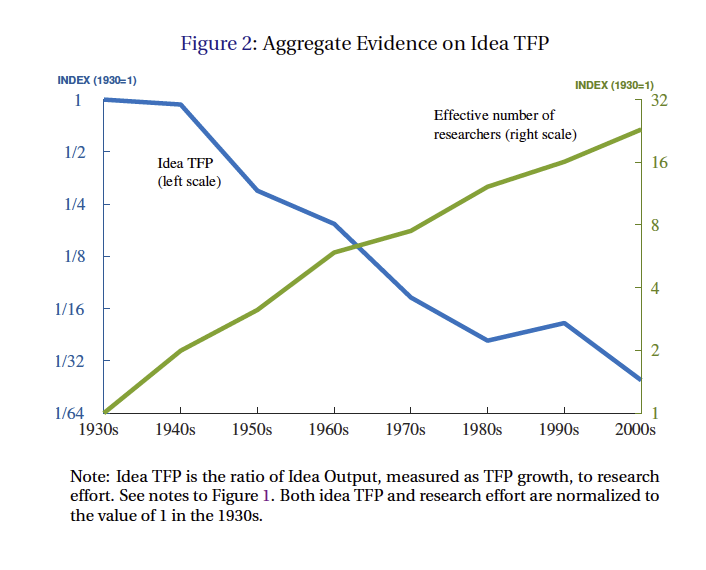 Figure 2: Aggregate Evidence on Idea TFP
INDEX (1930=1)
INDEX (1930=1)
1
1/2
1/4
1/8
1/16
1/32
1/64
Idea TFP
(left scale)
Effective number of
researchers (right scale)
32
16
8
4
2
1
1930s 1940s 1950s 1960s 1970s 1980s 1990s 2000s
Note: Idea TFP is the ratio of Idea Output, measured as TFP growth, to research
effort. See notes to Figure 1. Both idea TFP and research effort are normalized to
the value of 1 in the 1930s.